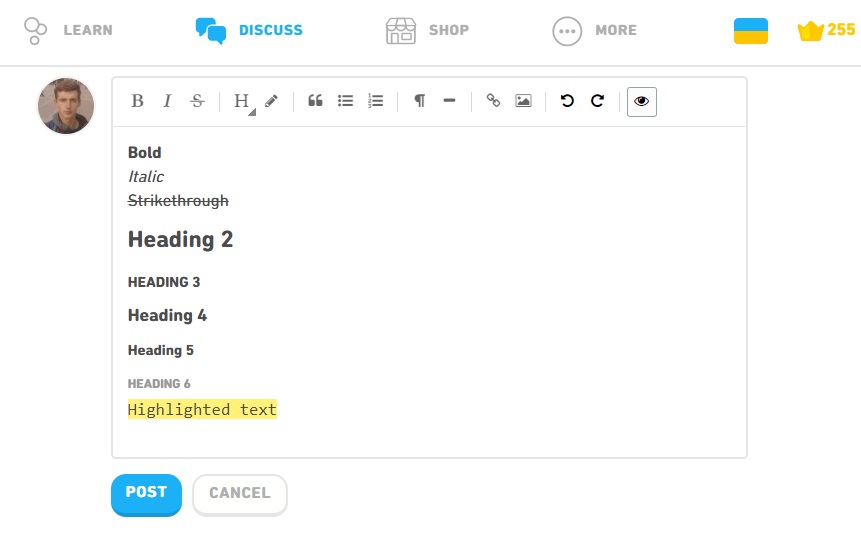 LEARN
DISCUSS
SHOP
MORE
255
B I S H
Bold
Italic
Strikethrough
Heading 2
HEADING 3
Heading 4
Heading 5
HEADING 6
Highlighted text
POST
CANCEL